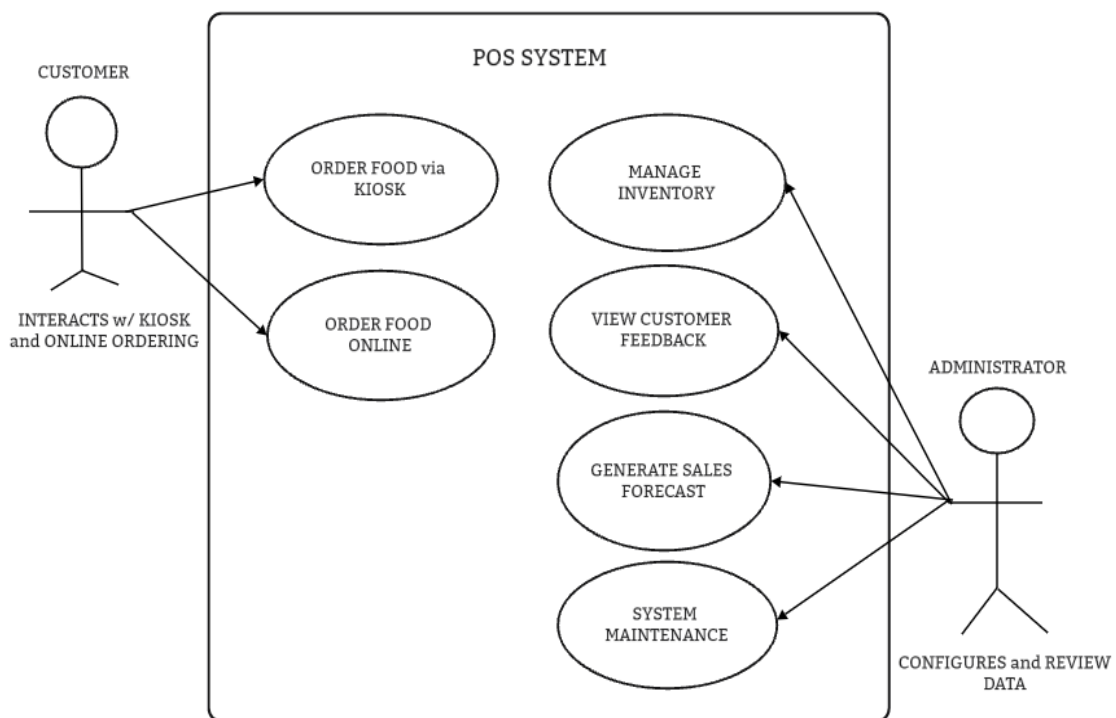 POS SYSTEM
CUSTOMER
ORDER FOOD via
KIOSK
MANAGE
INVENTORY
INTERACTS w/ KIOSK
and ONLINE ORDERING
ORDER FOOD
ONLINE
VIEW CUSTOMER
FEEDBACK
ADMINISTRATOR
GENERATE SALES
FORECAST
SYSTEM
MAINTENANCE
CONFIGURES and REVIEW
DATA